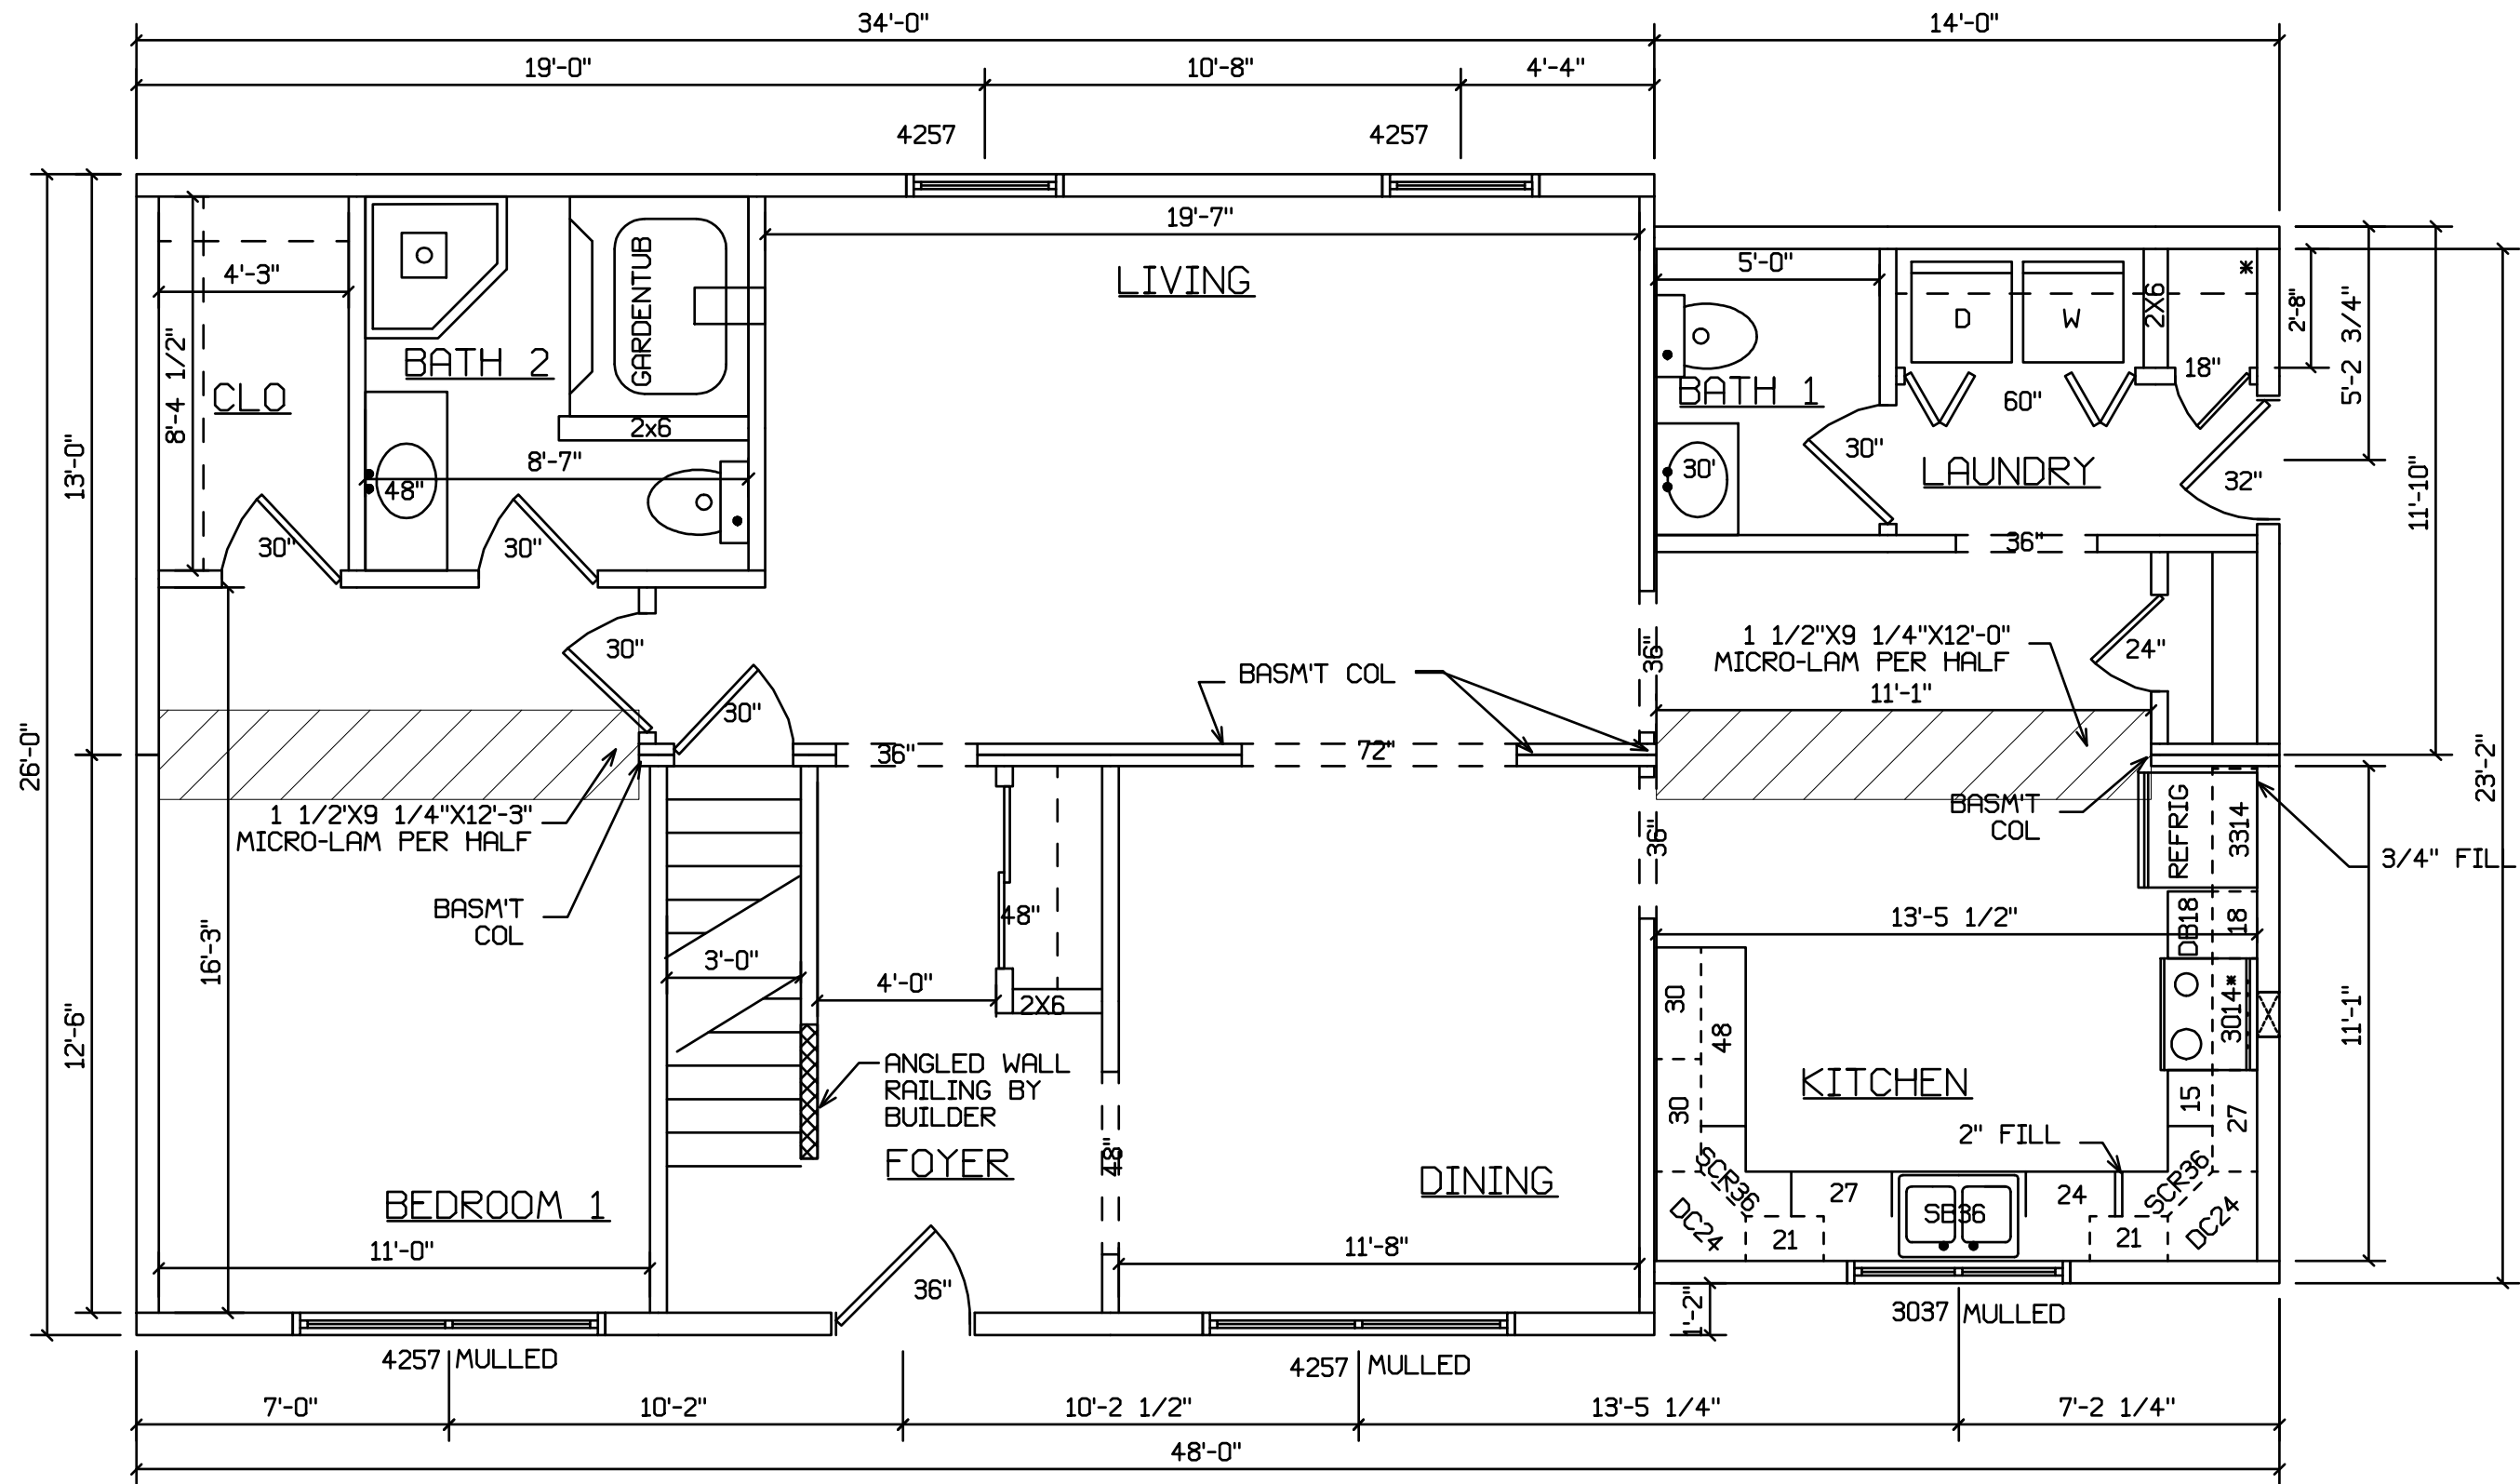 34'-0"
14'-0"
19'-0"
10'-8"
4'-4"
4257
4257
19'-7"
LIVING
4'-3"
8'-4 1/2"
CLO
BATH 2
GARDENTUB
2x6
8'-7"
48"
30"
30"
5'-0"
BATH 1
D
W
2X6
*
18"
60"
30"
30'
LAUNDRY
32"
36"
2'-8"
5'-2 3/4"
11'-10"
23'-2"
13'-0"
26'-0"
30"
30"
36"
BASM'T COL
72"
36"
1 1/2"X9 1/4"X12'-0"
MICRO-LAM PER HALF
11'-1"
24"
1 1/2'X9 1/4"X12'-3"
MICRO-LAM PER HALF
BASM'T
COL
36"
BASM'T
COL
REFRIG
3314
3/4" FILL
16'-3"
12'-6"
3'-0"
4'-0"
48"
2X6
13'-5 1/2"
DB18
18
30
48
30
3014*
11'-1"
ANGLED WALL
RAILING BY
BUILDER
FOYER
48"
KITCHEN
15
27
2" FILL
BEDROOM 1
DINING
SCR36
DC24
27
21
SB36
24
21
SCR36
DC24
11'-0"
11'-8"
36"
1'-2"
3037 MULLED
4257 MULLED
4257 MULLED
7'-0"
10'-2"
10'-2 1/2"
13'-5 1/4"
7'-2 1/4"
48'-0"